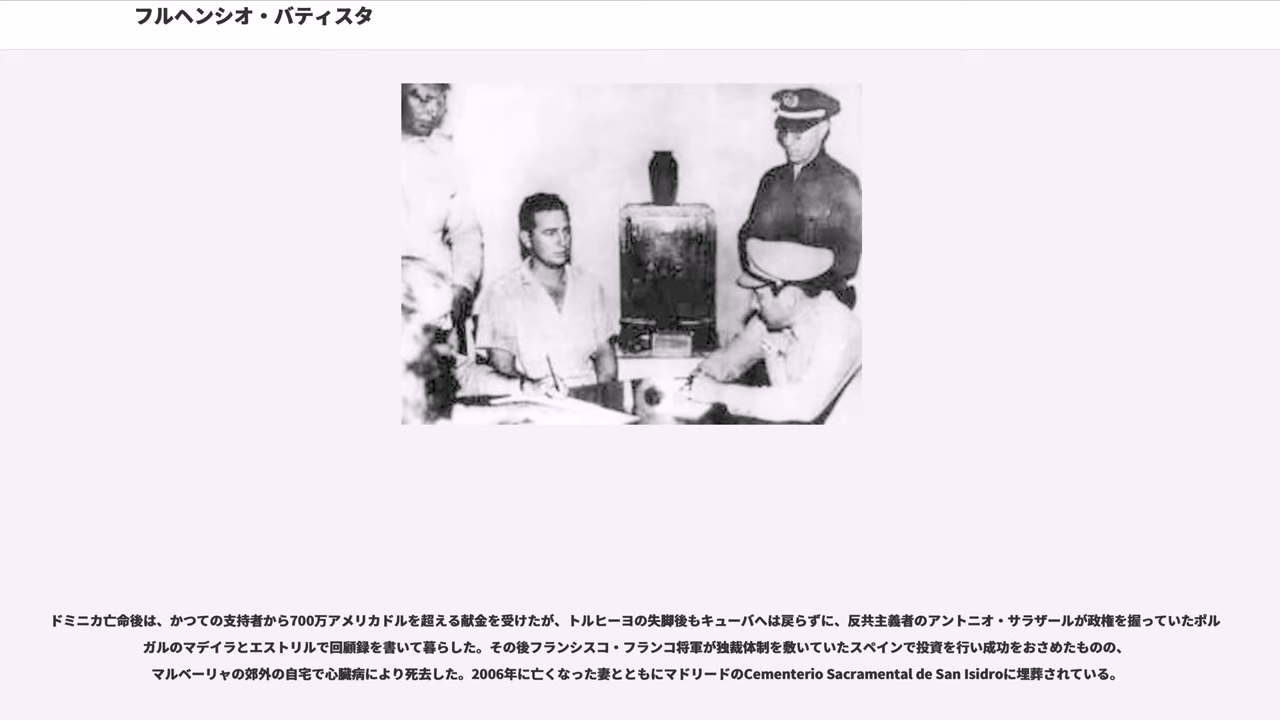 フルヘンシオ・バティスタ
ドミニカ亡命後は、かつての支持者から700万アメリカドルを超える献金を受けたが、トルヒーヨの失脚後もキューバへは戻らずに、反共主義者のアントニオ・サラザールが政権を握っていたポル
ガルのマデイラとエストリルで回顧録を書いて暮らした。その後フランシスコ・フランコ将軍が独裁体制を敷いていたスペインで投資を行い成功をおさめたものの、
マルベーリャの郊外の自宅で心臓病により死去した。2006年に亡くなった妻とともにマドリードのCementerio Sacramental de San Isidroに埋葬されている。